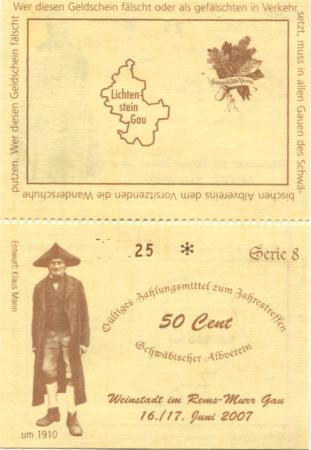 Wer diesen Geldschein fälscht oder als gefälschten in Verkehr
setzt, muss in allen Gauen des Schwä-
bischen Albvereins dem Vorsitzenden die Wanderschuhe
putzen. Wer diesen Geldschein fälscht
Lichten-
stein
Gau
25 *
Serie 8
Entwurf: Klaus Mann
Gültiges Zahlungsmittel zum Jahrestreffen
50 Cent
Schwäbischer Albverein
Weinstadt im Rems-Murr Gau
16./17. Juni 2007
um 1910